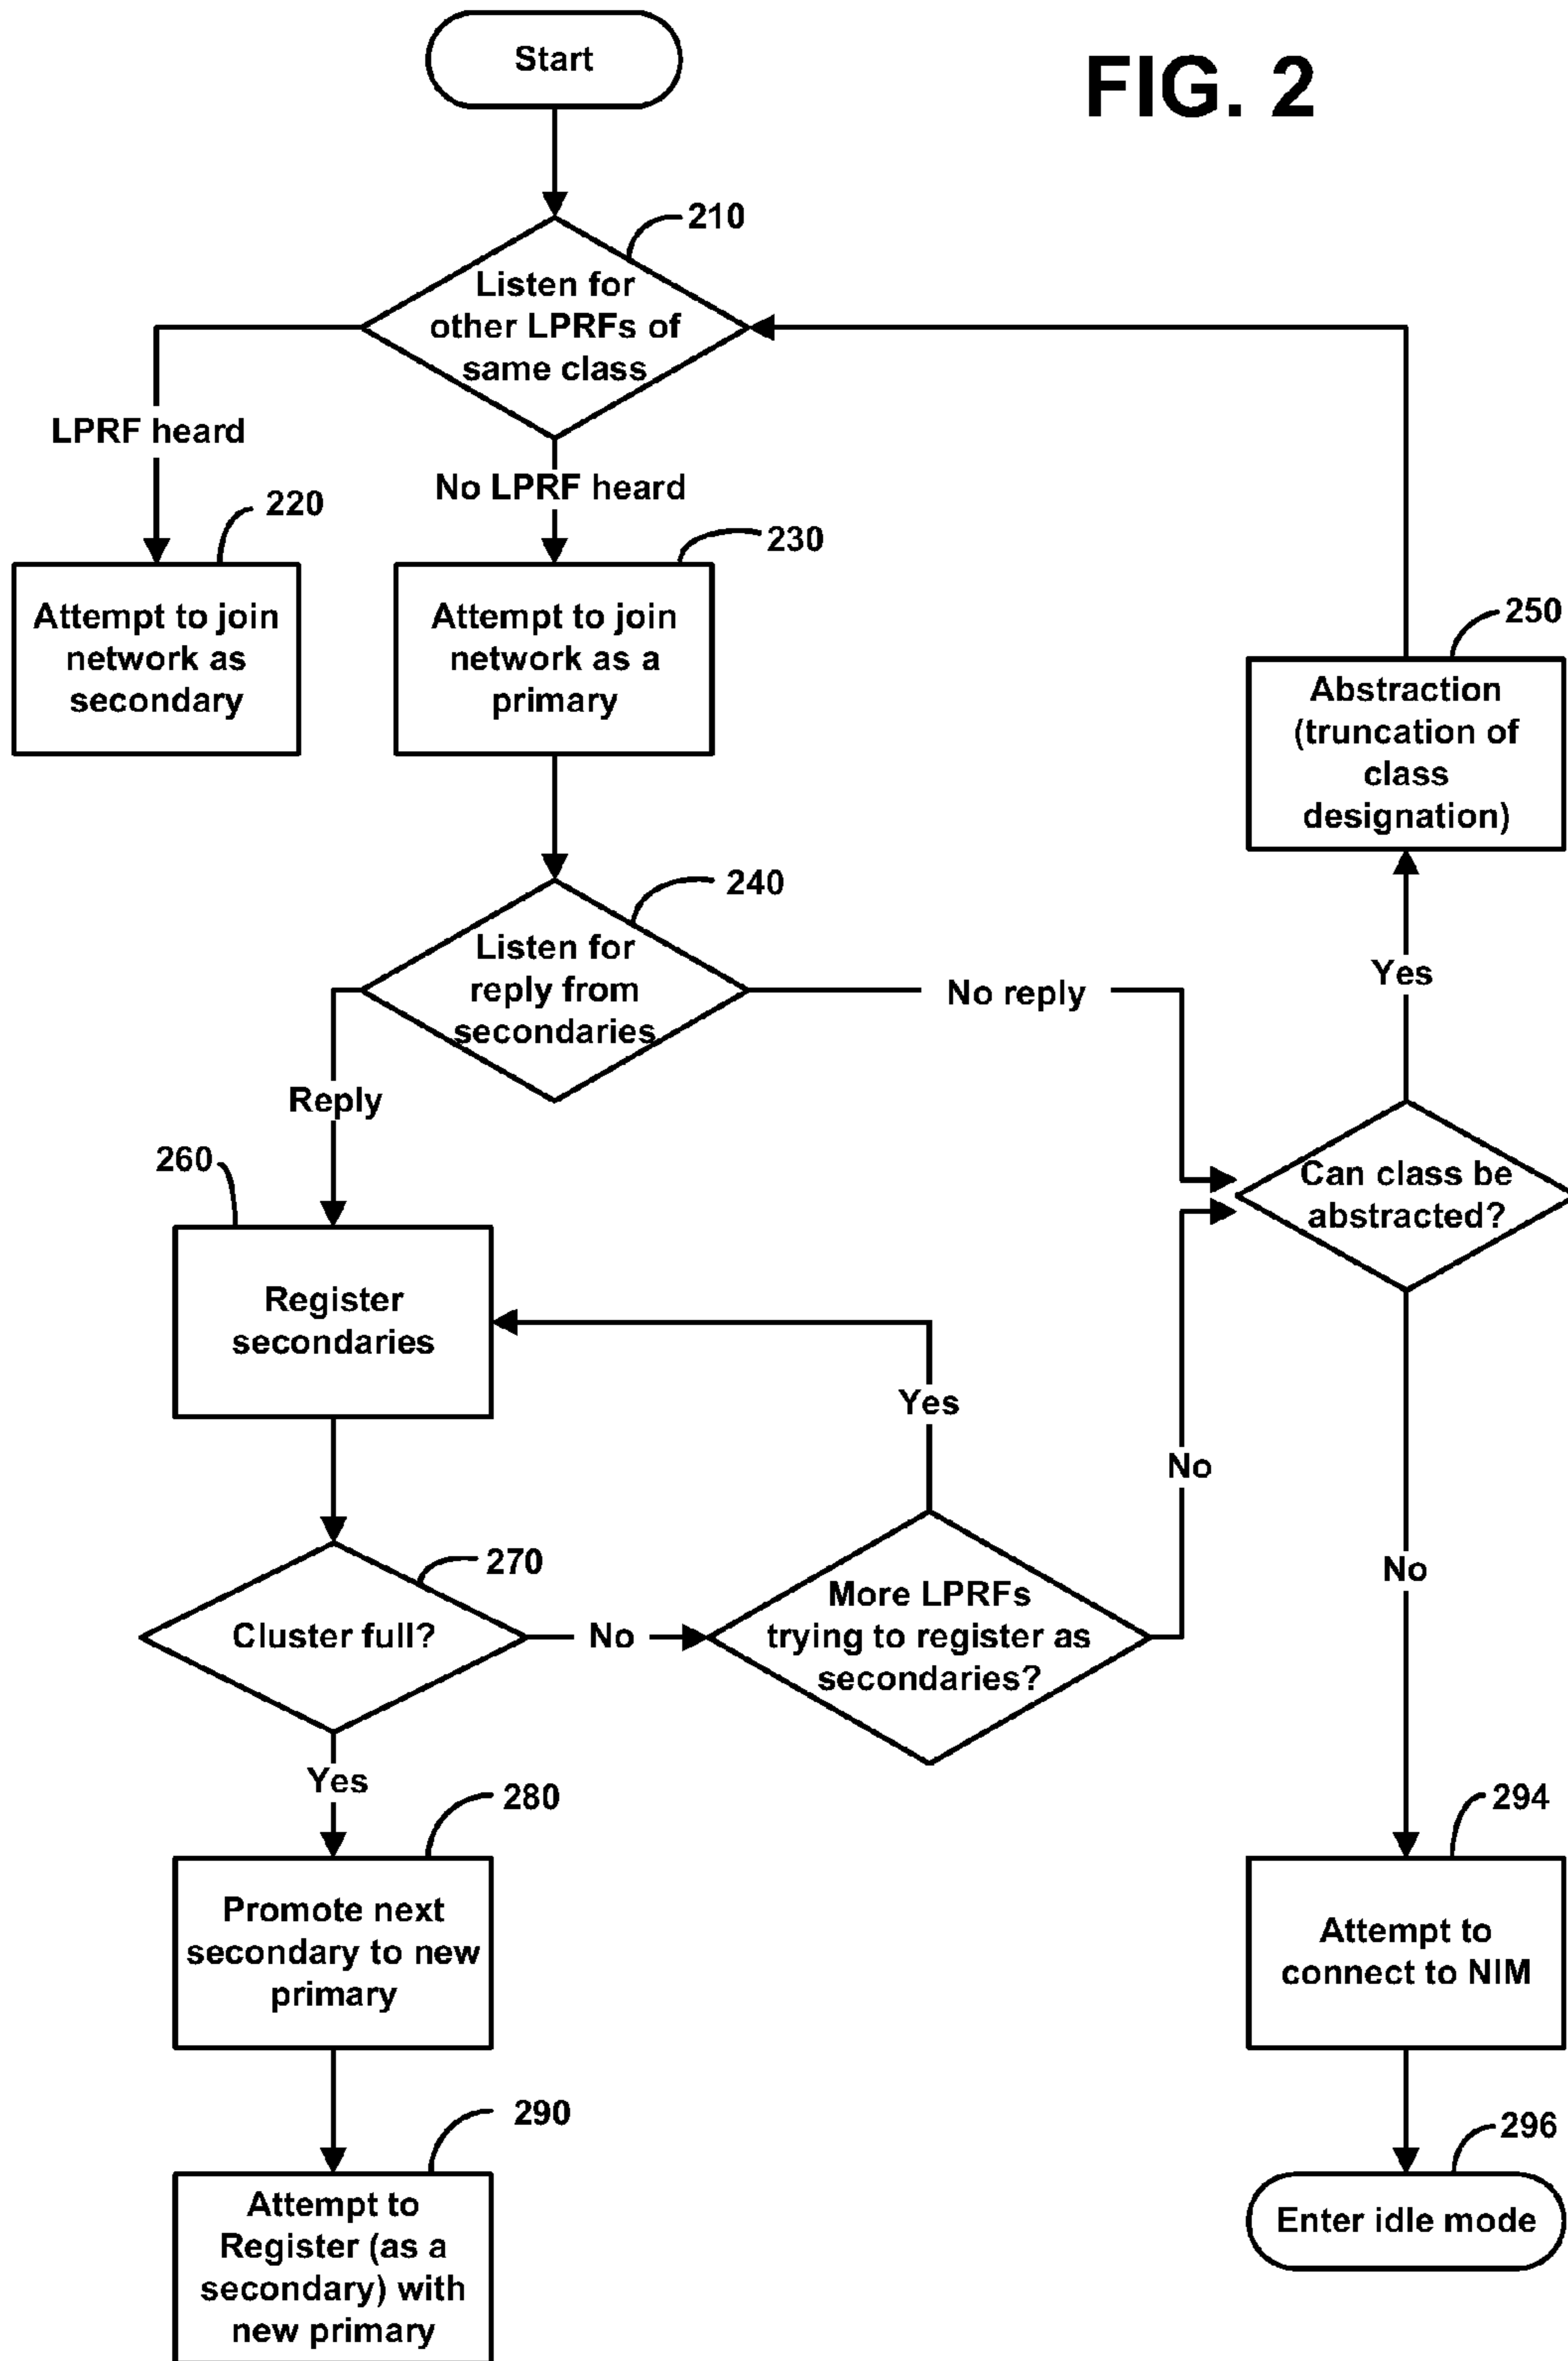 Start
FIG. 2
210
Listen for
other LPRFs of
same class
LPRF heard
No LPRF heard
220
230
Attempt to join
network as
secondary
Attempt to join
network as a
primary
250
Abstraction
(truncation of
class
designation)
240
Listen for
reply from
secondaries
No reply
Yes
Reply
260
Can class be
abstracted?
Register
secondaries
Yes
No
270
Cluster full?
No
More LPRFs
trying to register as
secondaries?
No
Yes
280
294
Promote next
secondary to new
primary
Attempt to
connect to NIM
290
296
Attempt to
Register (as a
secondary) with
new primary
Enter idle mode